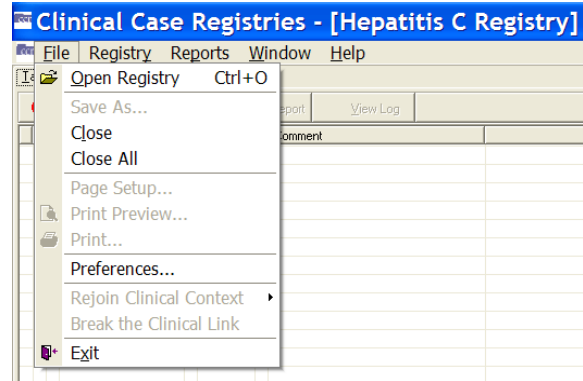 Clinical Case Registries - [Hepatitis C Registry]
File Registry Reports Window Help
Open Registry Ctrl+O
Save As...
eport View Log
Close
omment
Close All
Page Setup...
Print Preview...
Print...
Preferences...
Rejoin Clinical Context
Break the Clinical Link
Exit